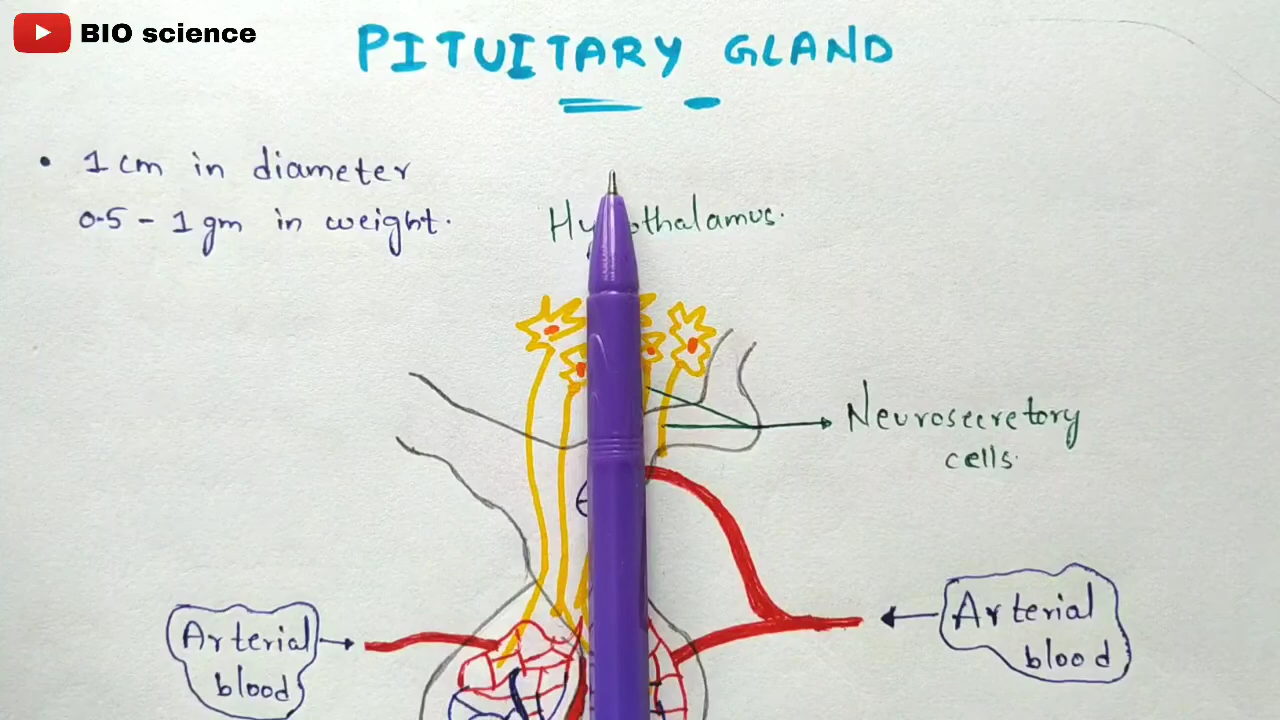 BIO science
PITUITARY GLAND
• 1 cm in diameter
0.5 - 1 gm in weight.
Neurosecretory
cells.
Arterial
blood
Arterial
blood